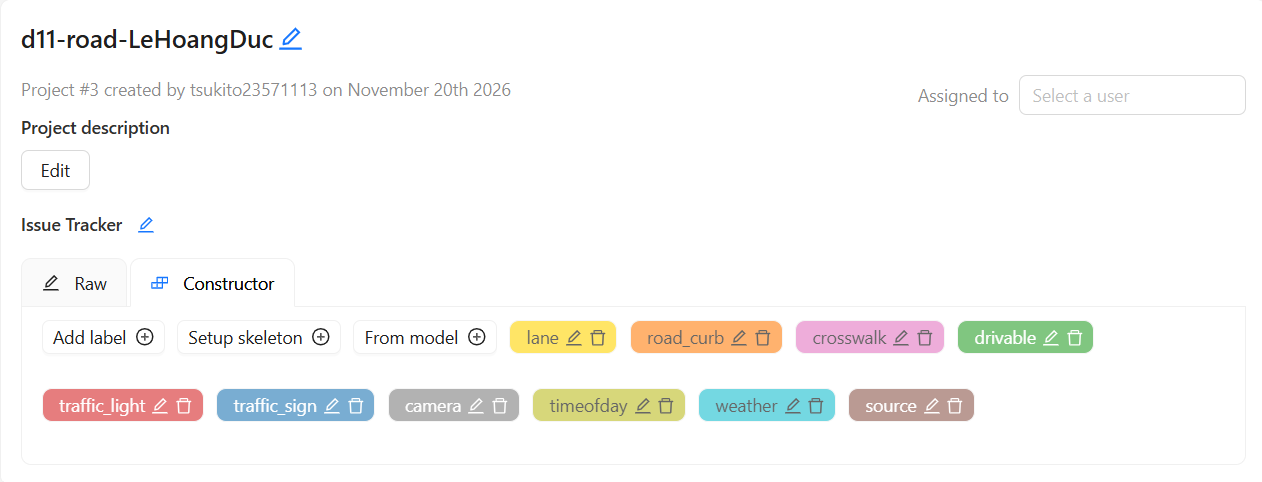 d11-road-LeHoangDuc
Project #3 created by tsukito23571113 on November 20th 2026
Assigned to Select a user
Project description
Edit
Issue Tracker
Raw Constructor
Add label Setup skeleton From model lane road_curb crosswalk drivable
traffic_light traffic_sign camera timeofday weather source